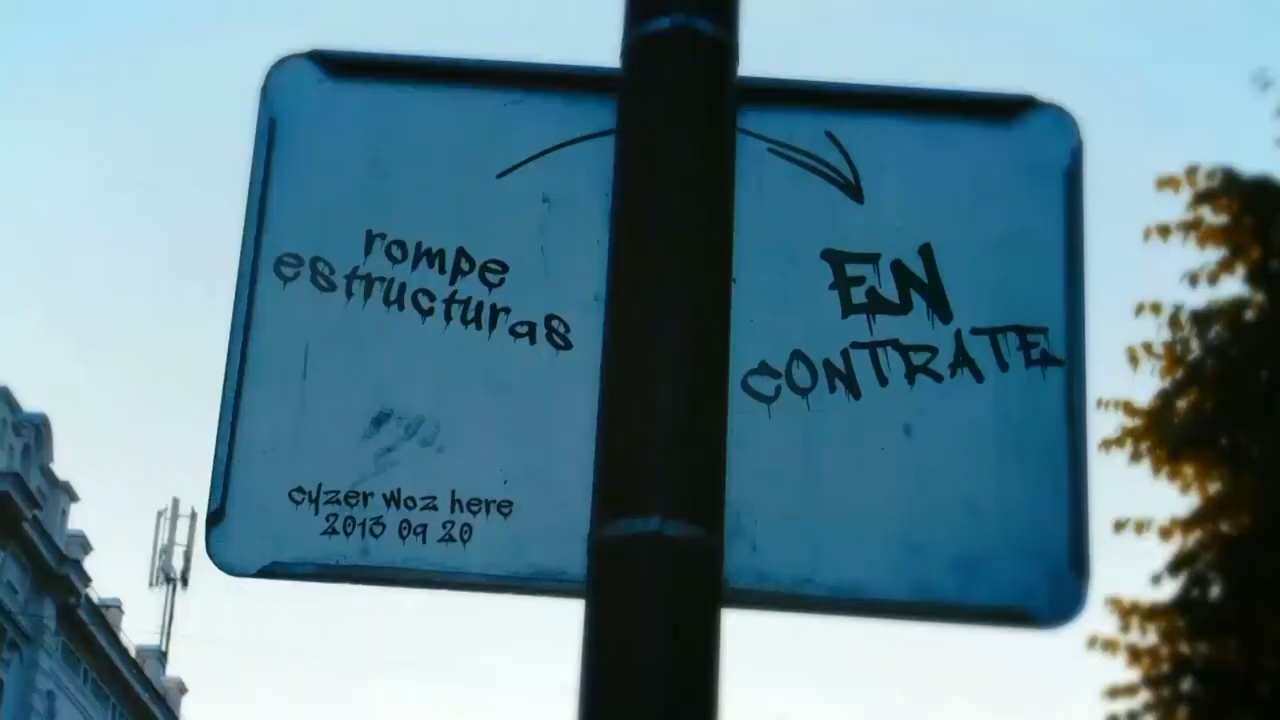 rompe
estructuras
EN
CONTRATE
cyzer woz here
2013 09 20